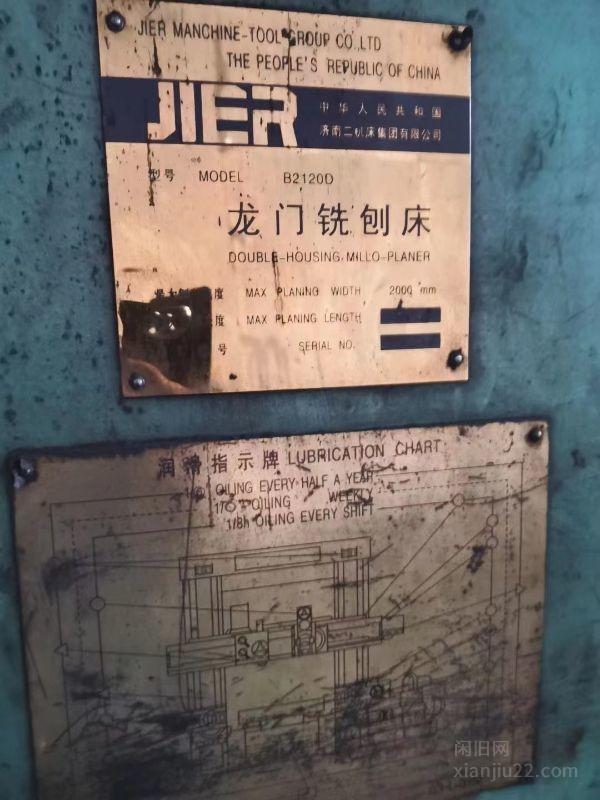 JIER MANCHINE-TOOL GROUP CO.LTD
THE PEOPLE'S REPUBLIC OF CHINA
JIER
中华人民共和国
济南二机床集团有限公司
型号 MODEL B2120D
龙门铣刨床
DOUBLE-HOUSING MILLO-PLANER
度 MAX PLANING WIDTH 2000 mm
度 MAX PLANING LENGTH
号 SERIAL NO.
润滑指示牌 LUBRICATION CHART
OILING EVERY HALF A YEAR
OILING WEEKLY
1/8h OILING EVERY SHIFT
闲旧网
xianjiu22.com